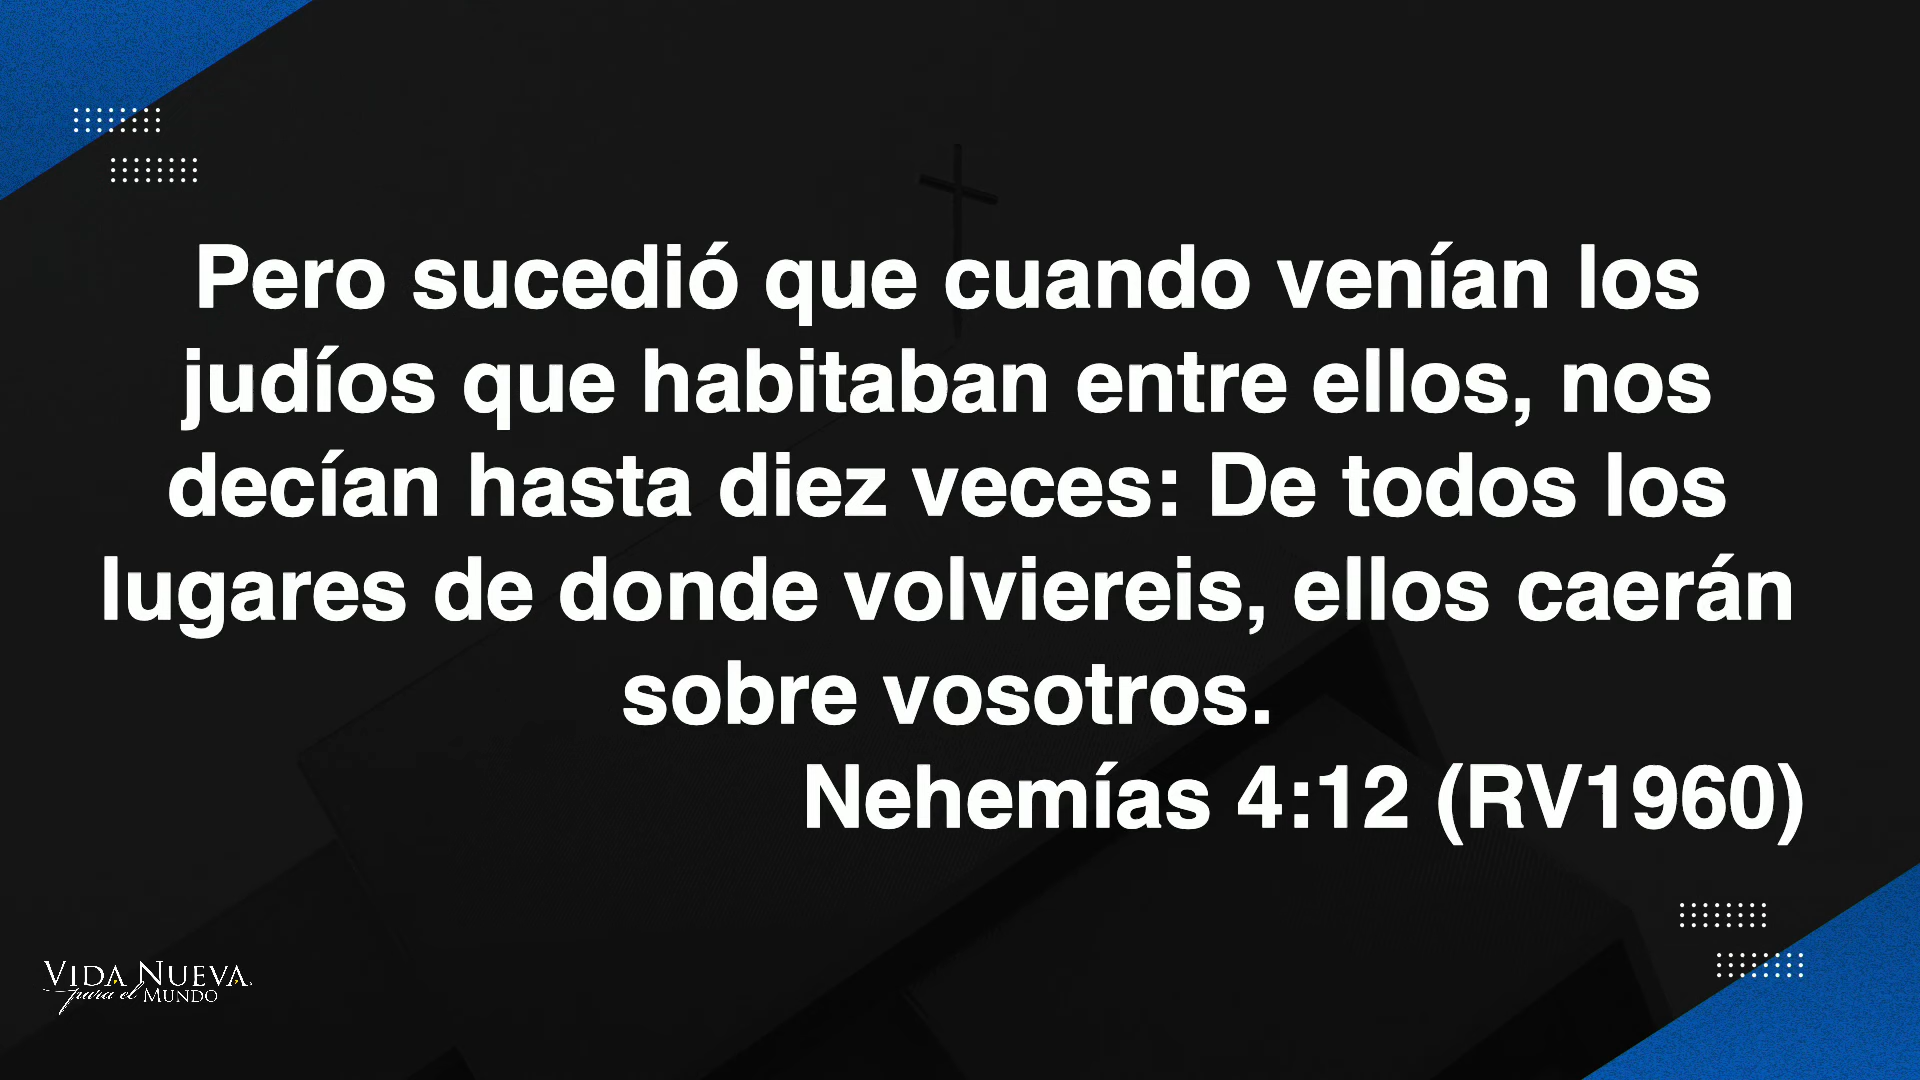 Pero sucedió que cuando venían los
judíos que habitaban entre ellos, nos
decían hasta diez veces: De todos los
lugares de donde volviereis, ellos caerán
sobre vosotros.
Nehemías 4:12 (RV1960)
VIDA NUEVA
para el MUNDO